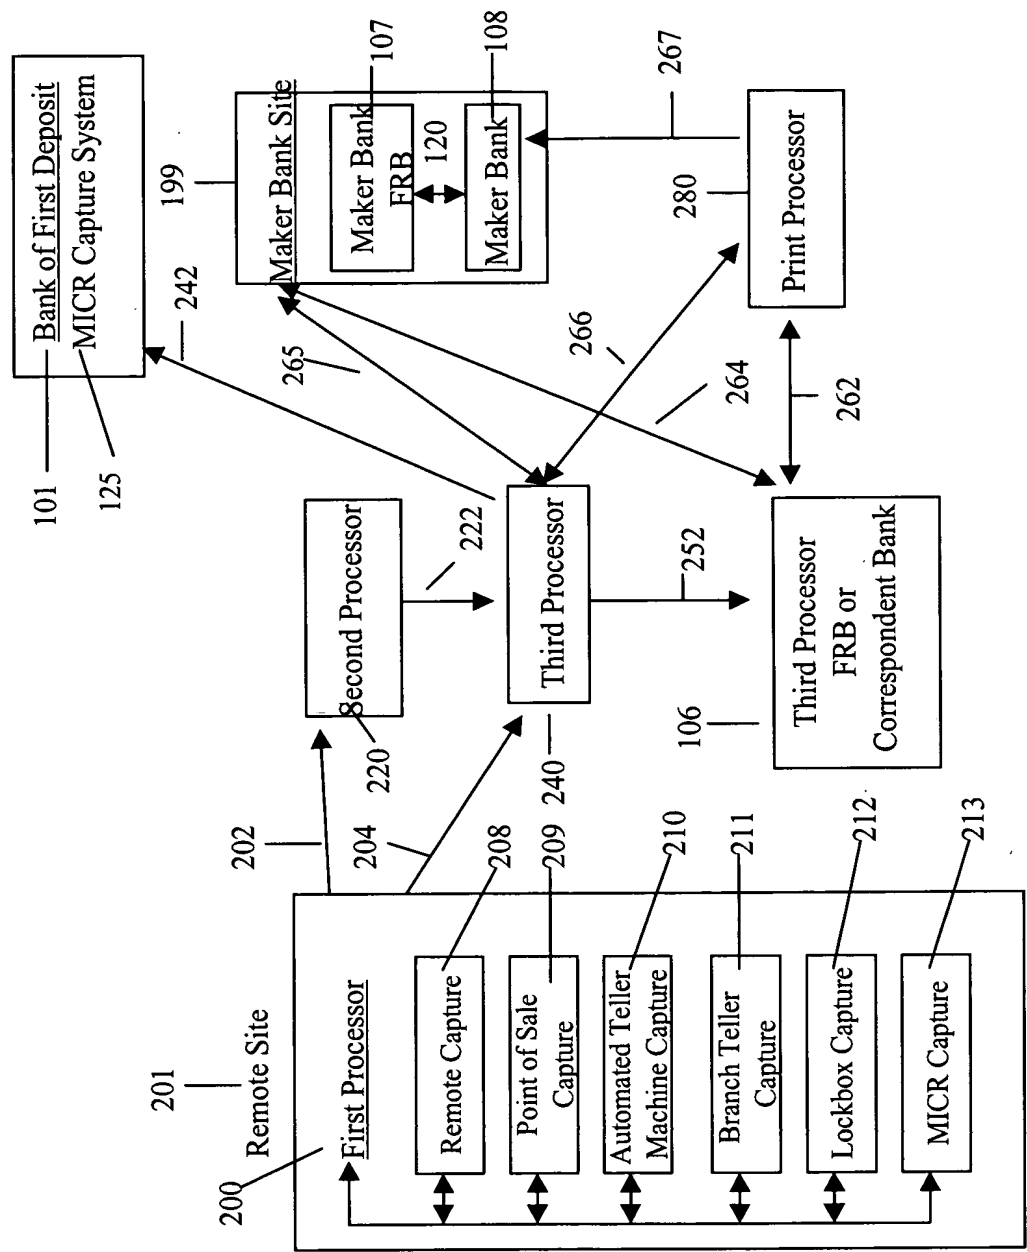 201
Remote Site
200
First Processor
Remote Capture
208
Point of Sale
Capture
209
Automated Teller
Machine Capture
210
Branch Teller
Capture
211
Lockbox Capture
212
MICR Capture
213
202
204
220
Second Processor
222
240
Third Processor
252
106
Third Processor
FRB or
Correspondent Bank
101
Bank of First Deposit
125
MICR Capture System
242
199
Maker Bank Site
Maker Bank
FRB
107
120
Maker Bank
108
265
266
264
262
267
280
Print Processor